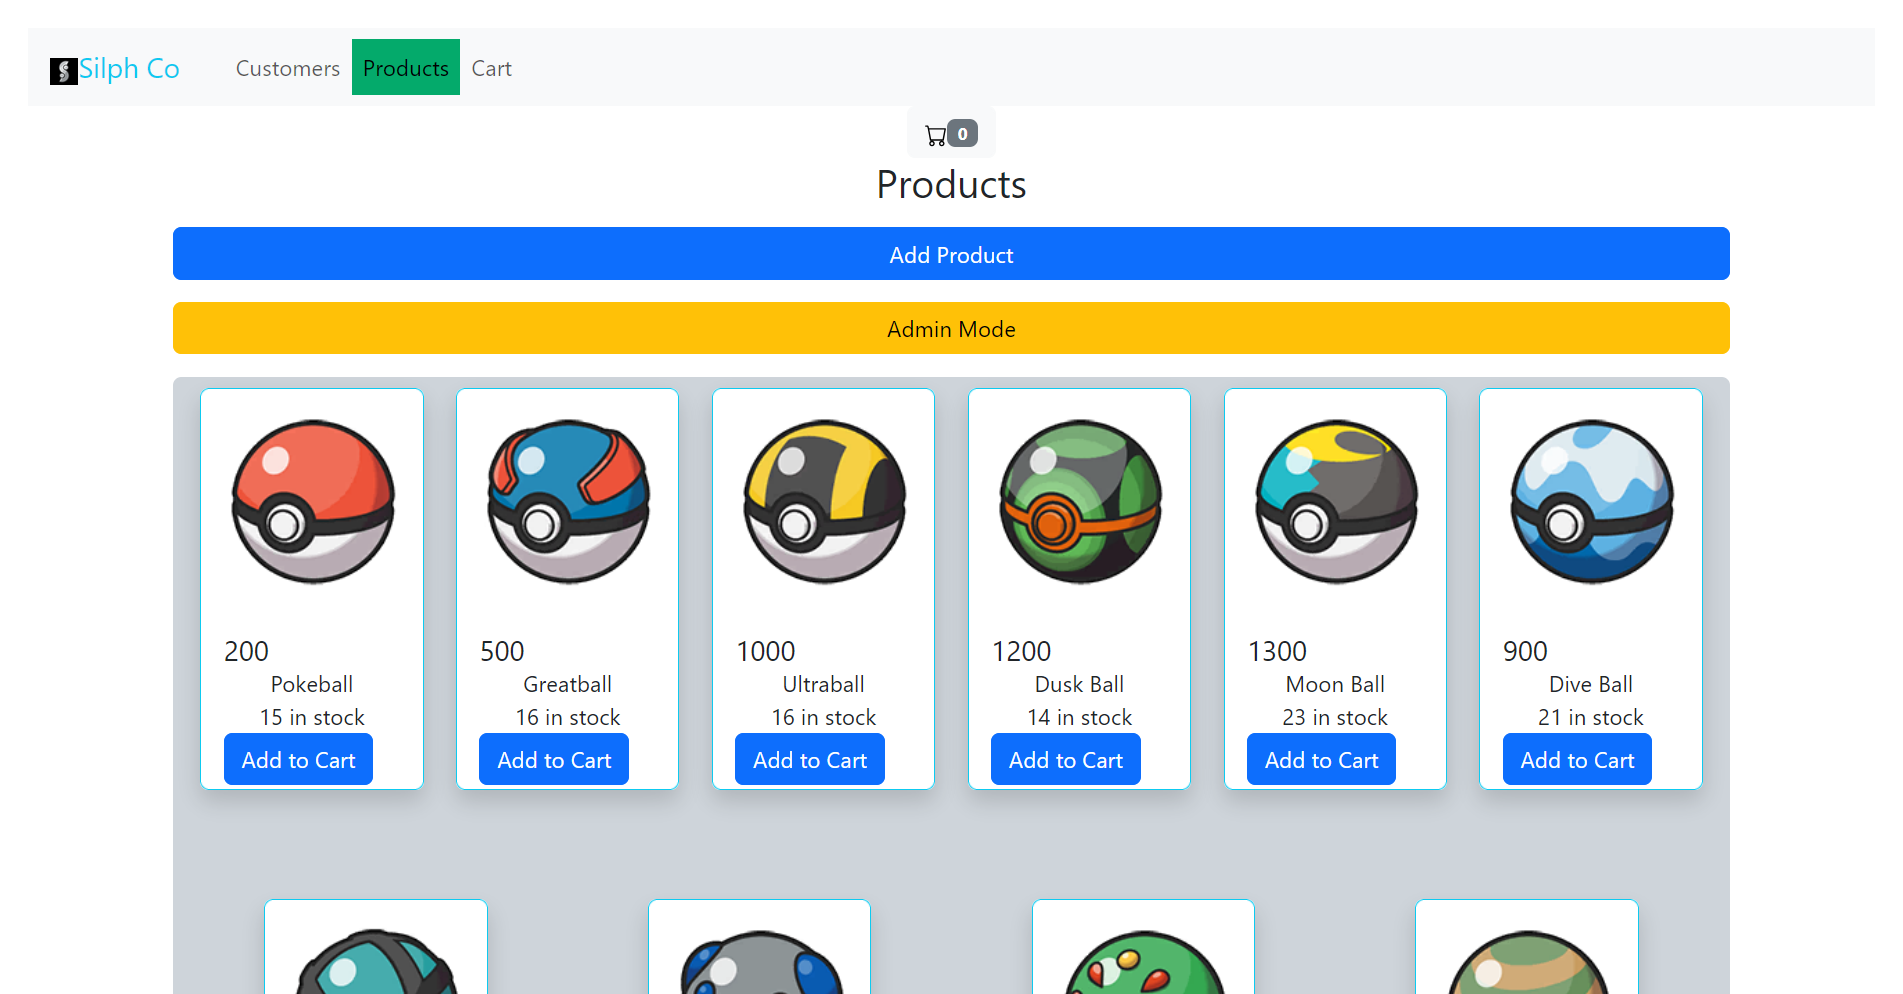 Silph Co Customers Products Cart
0
Products
Add Product
Admin Mode
200
Pokeball
15 in stock
Add to Cart
500
Greatball
16 in stock
Add to Cart
1000
Ultraball
16 in stock
Add to Cart
1200
Dusk Ball
14 in stock
Add to Cart
1300
Moon Ball
23 in stock
Add to Cart
900
Dive Ball
21 in stock
Add to Cart